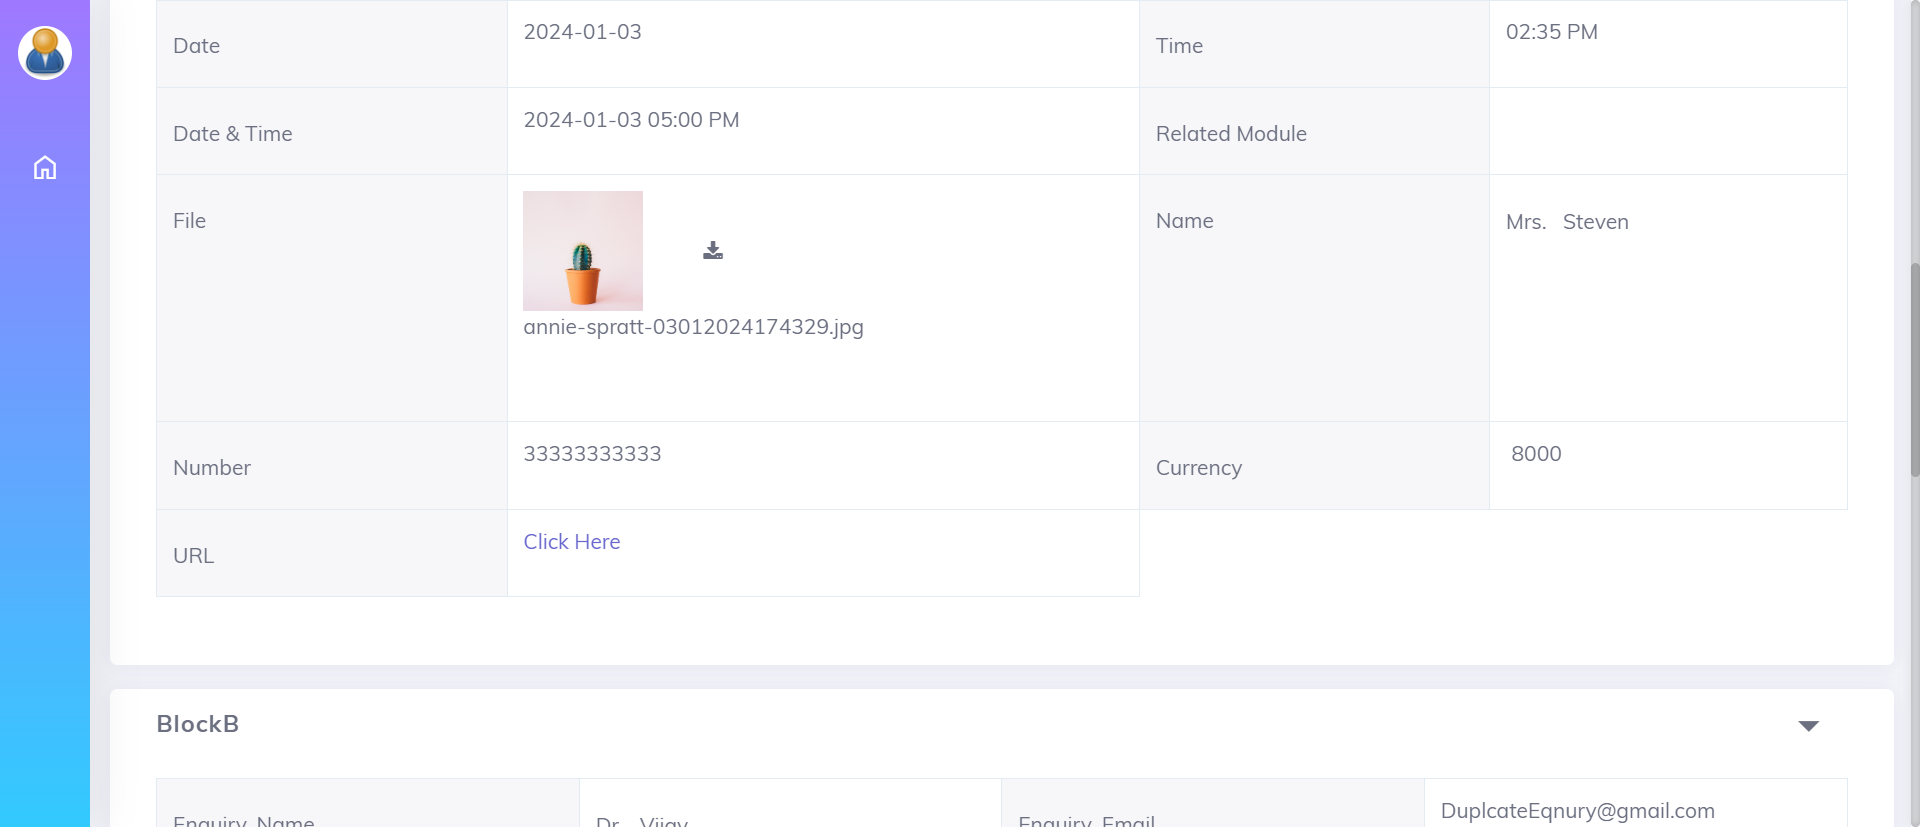 Date
2024-01-03
Time
02:35 PM
Date & Time
2024-01-03 05:00 PM
Related Module
File
annie-spratt-03012024174329.jpg
Name
Mrs. Steven
Number
33333333333
Currency
8000
URL
Click Here
BlockB
Enquiry Name
Dr. Vijay
Enquiry Email
DuplcateEqnury@gmail.com